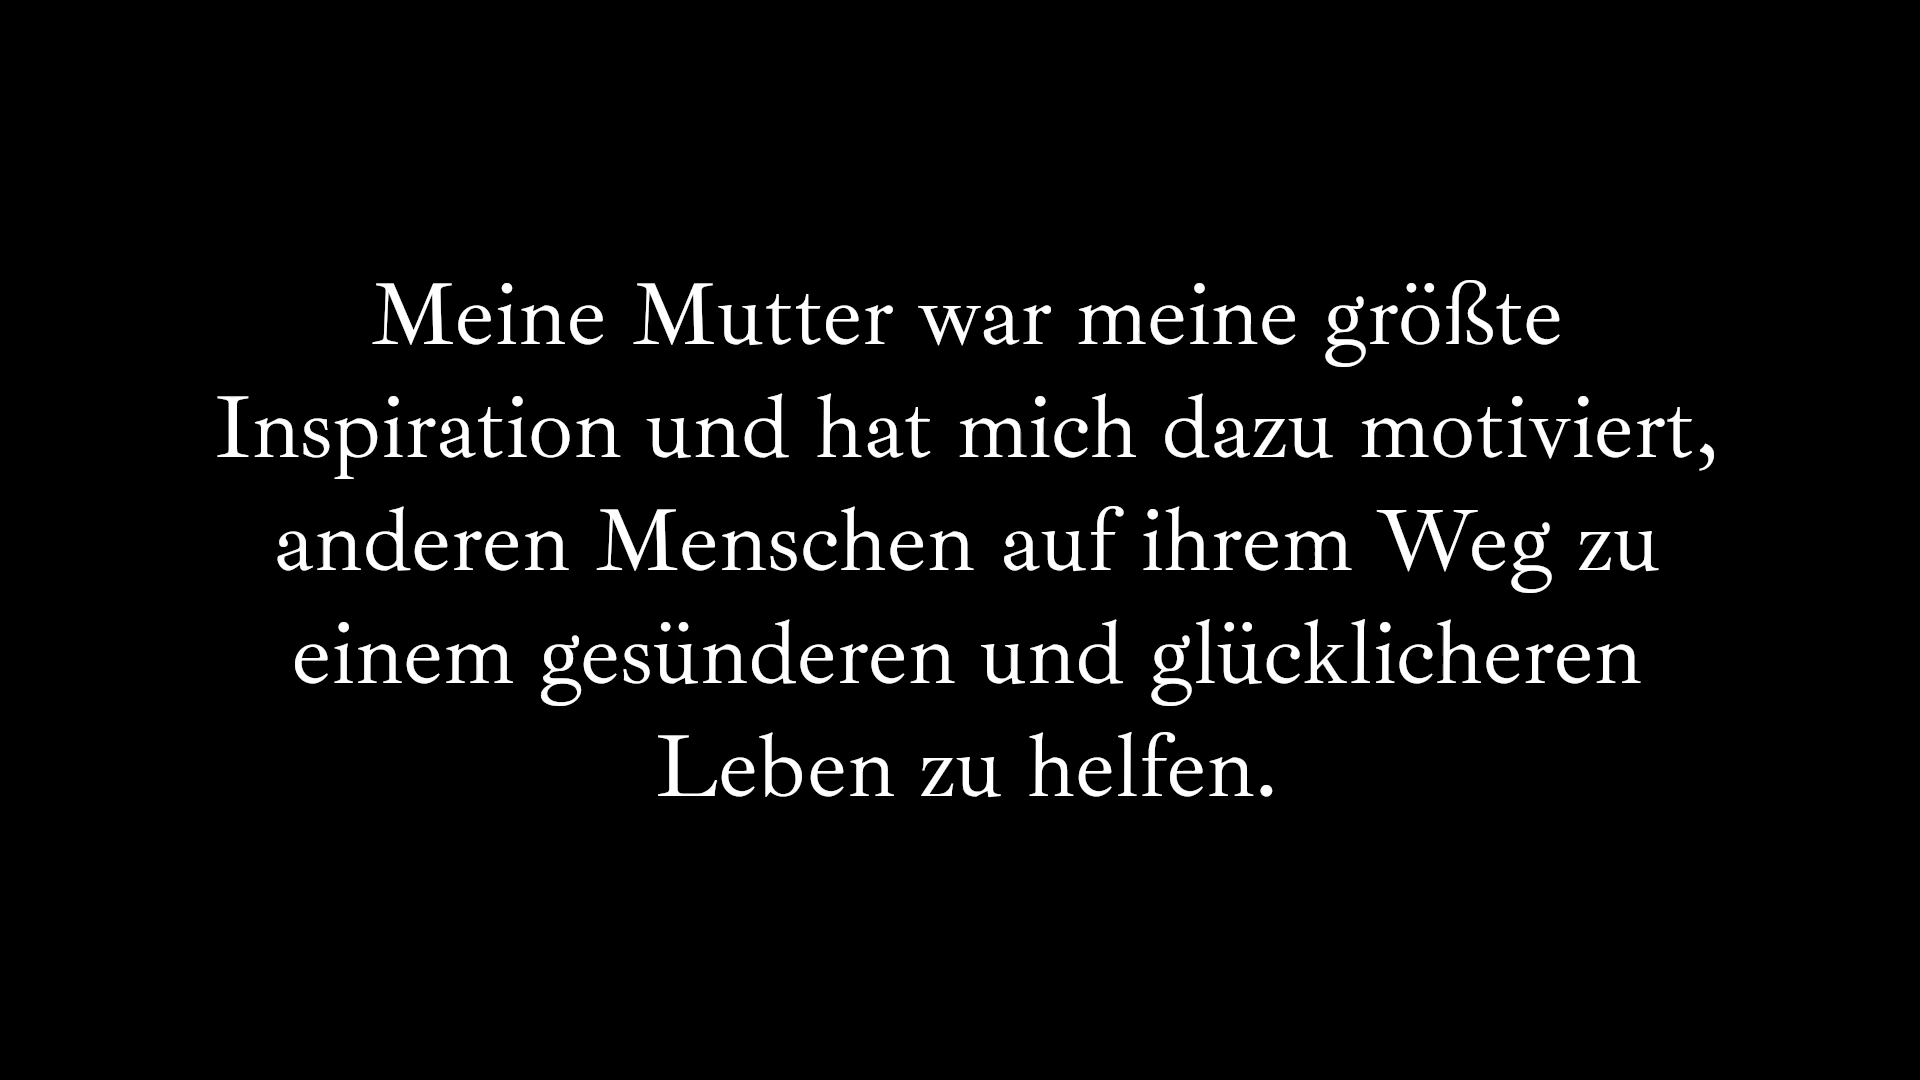 Meine Mutter war meine größte
Inspiration und hat mich dazu motiviert,
anderen Menschen auf ihrem Weg zu
einem gesünderen und glücklicheren
Leben zu helfen.